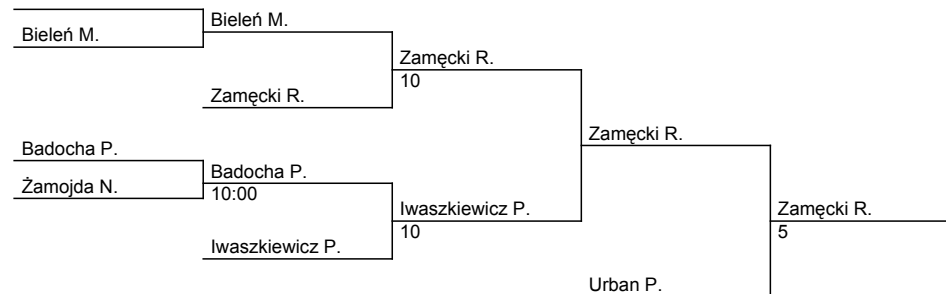 Bieleń M.
Bieleń M.
Zamęcki R.
10
Zamęcki R.
Zamęcki R.
Badocha P.
Badocha P.
Żamojda N.
10:00
Iwaszkiewicz P.
10
Zamęcki R.
5
Iwaszkiewicz P.
Urban P.